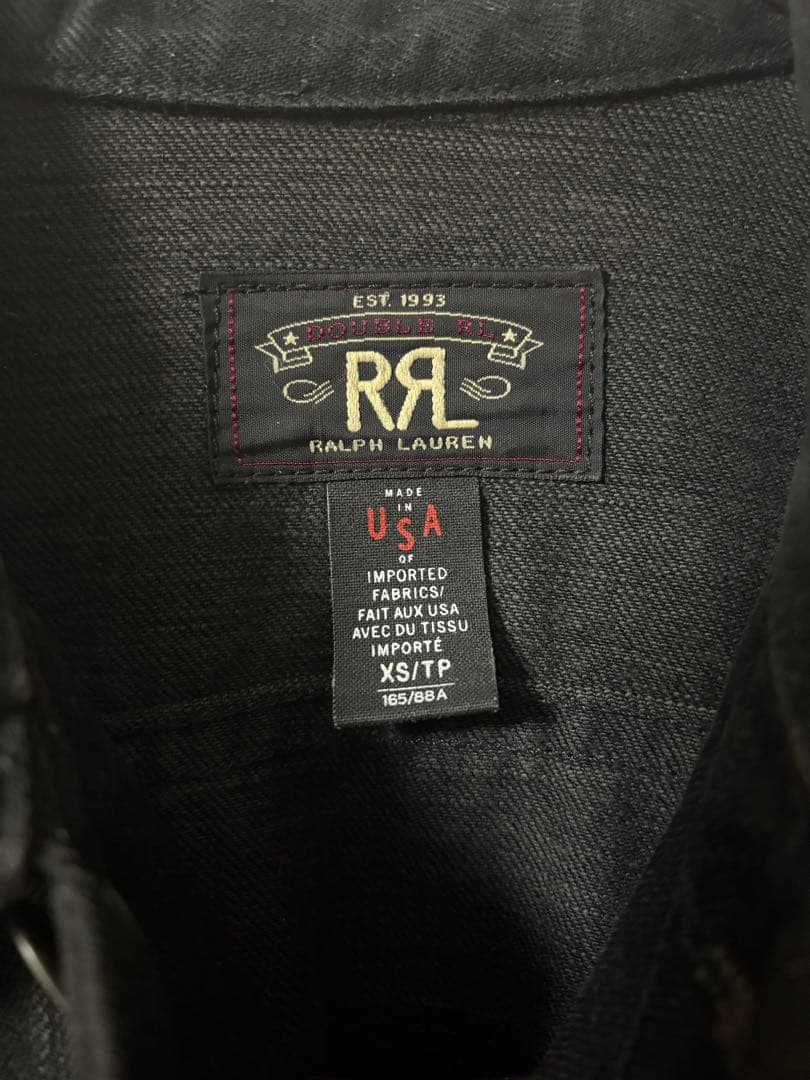 EST. 1993
DOUBLE RL
RRL
RALPH LAUREN
MADE
IN
USA
OF
IMPORTED
FABRICS/
FAIT AUX USA
AVEC DU TISSU
IMPORTÉ
XS/TP
165/88A